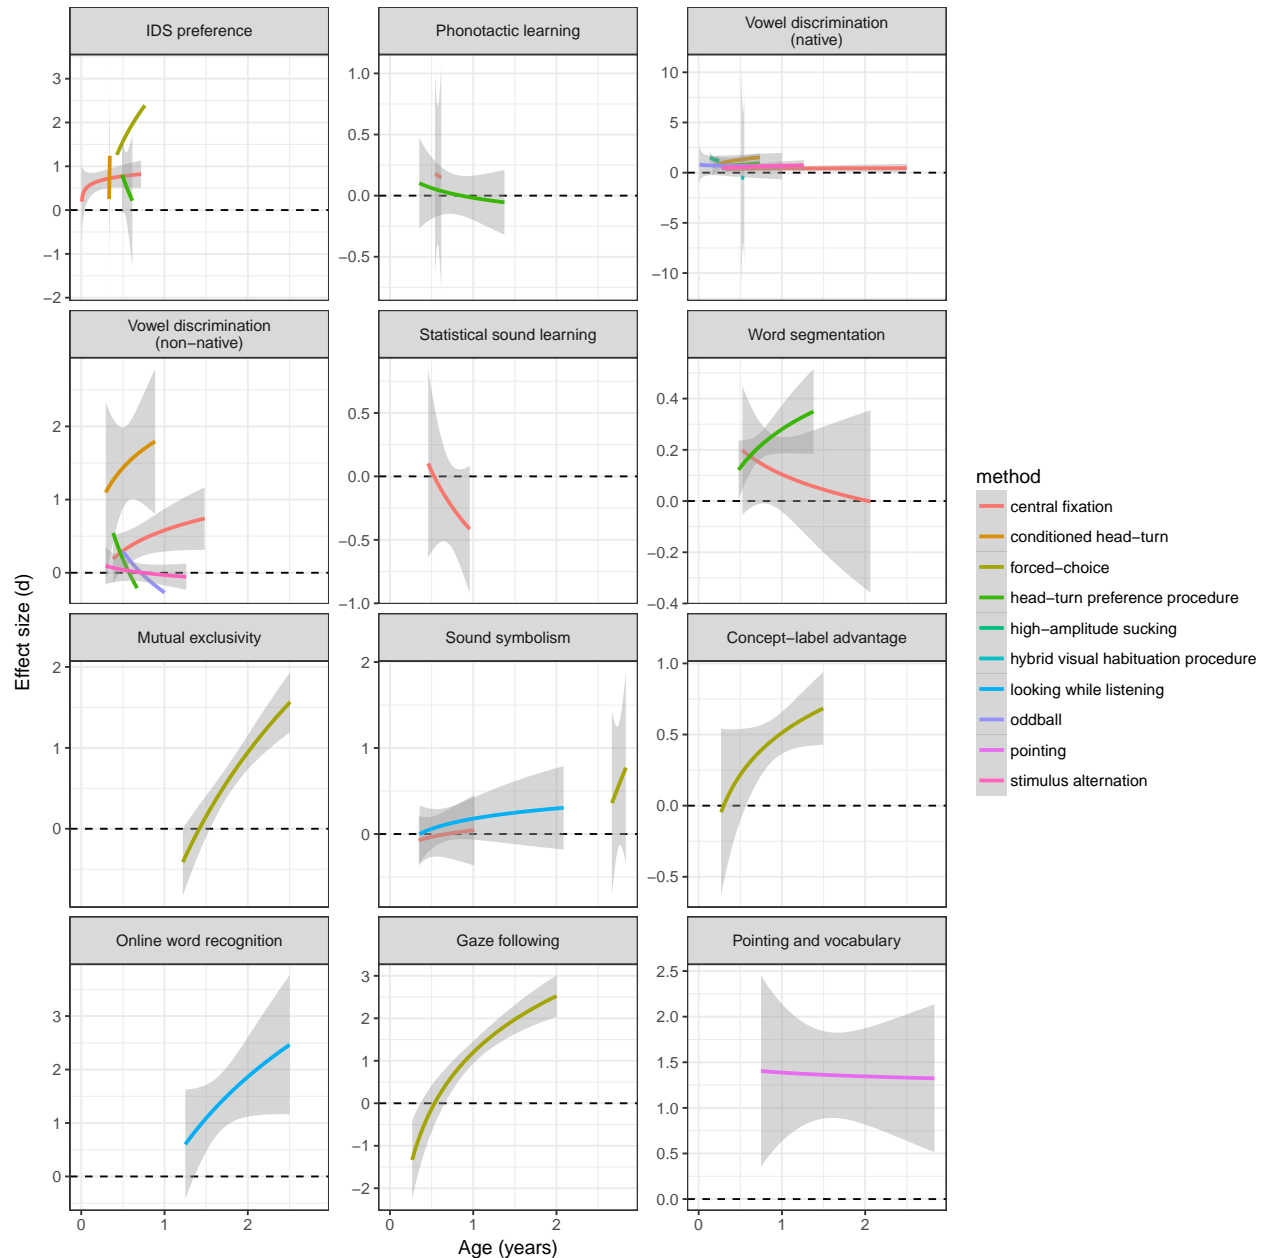 IDS preference
Phonotactic learning
Vowel discrimination
(native)
3
2
1
0
−1
−2
1.0
0.5
0.0
−0.5
10
5
0
−5
−10
Vowel discrimination
(non−native)
Statistical sound learning
Word segmentation
2
1
0
0.5
0.0
−0.5
−1.0
0.4
0.2
0.0
−0.2
−0.4
Mutual exclusivity
Sound symbolism
Concept−label advantage
2
1
0
2
1
0
1.0
0.5
0.0
−0.5
Online word recognition
Gaze following
Pointing and vocabulary
3
2
1
0
3
2
1
0
−1
−2
2.5
2.0
1.5
1.0
0.5
0.0
0 1 2
0 1 2
0 1 2
Age (years)
Effect size (d)
method
central fixation
conditioned head−turn
forced−choice
head−turn preference procedure
high−amplitude sucking
hybrid visual habituation procedure
looking while listening
oddball
pointing
stimulus alternation